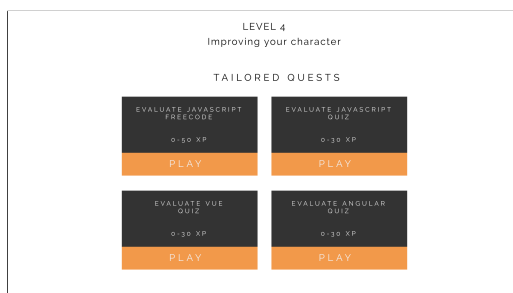 LEVEL 4
Improving your character
TAILORED QUESTS
EVALUATE JAVASCRIPT
FREECODE
0-50 XP
PLAY
EVALUATE JAVASCRIPT
QUIZ
0-30 XP
PLAY
EVALUATE VUE
QUIZ
0-30 XP
PLAY
EVALUATE ANGULAR
QUIZ
0-30 XP
PLAY